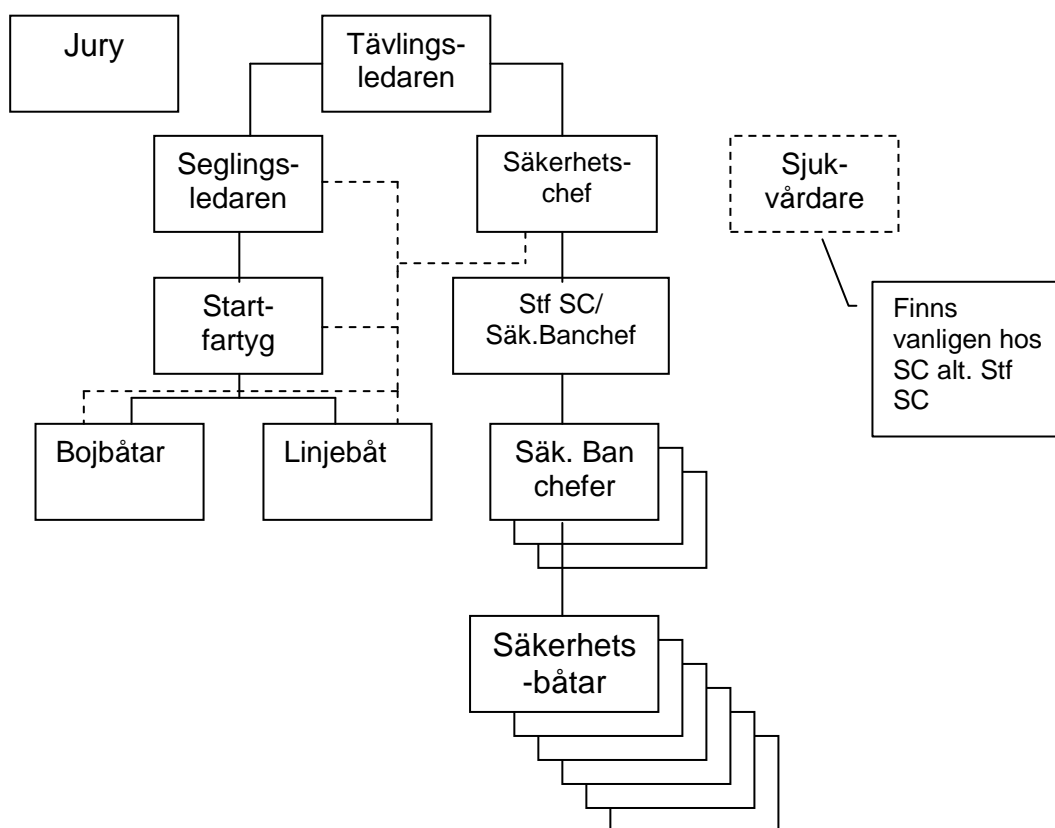 Jury
Tävlings-
ledaren
Seglings-
ledaren
Säkerhets-
chef
Sjuk-
vårdare
Start-
fartyg
Stf SC/
Säk.Banchef
Finns
vanligen hos
SC alt. Stf
SC
Bojbåtar
Linjebåt
Säk. Ban
chefer
Säkerhets
-båtar